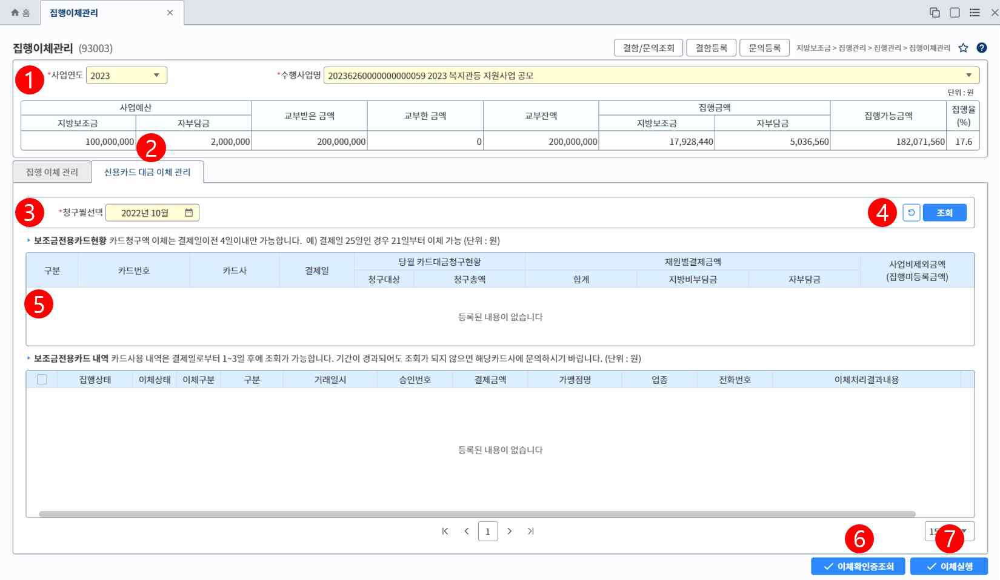 홈 집행이체관리
집행이체관리 (93003) 결함/문의조회 결함등록 문의등록 지방보조금 > 집행관리 > 집행관리 > 집행이체관리
1 *사업연도 2023 *수행사업명 20236260000000000059 2023 복지관등 지원사업 공모
단위 : 원
사업예산 교부받은 금액 교부한 금액 교부잔액 집행금액 집행가능금액 집행율 (%)
지방보조금 자부담금 지방보조금 자부담금
100,000,000 2,000,000 200,000,000 0 200,000,000 17,928,440 5,036,560 182,071,560 17.6
2
집행 이체 관리 신용카드 대금 이체 관리
3 *청구월선택 2022년 10월 4 조회
보조금전용카드현황 카드청구액 이체는 결제일이전 4일이내만 가능합니다. 예) 결제일 25일인 경우 21일부터 이체 가능 (단위 : 원)
구분 카드번호 카드사 결제일 당월 카드대금청구현황 재원별결제금액 사업비제외금액 (집행미등록금액)
청구대상 청구총액 합계 지방비부담금 자부담금
5
등록된 내용이 없습니다
보조금전용카드 내역 카드사용 내역은 결제일로부터 1~3일 후에 조회가 가능합니다. 기간이 경과되어도 조회가 되지 않으면 해당카드사에 문의하시기 바랍니다. (단위 : 원)
집행상태 이체상태 이체구분 구분 거래일시 승인번호 결제금액 가맹점명 업종 전화번호 이체처리결과내용
등록된 내용이 없습니다
1
6 7
이체확인증조회 이체실행